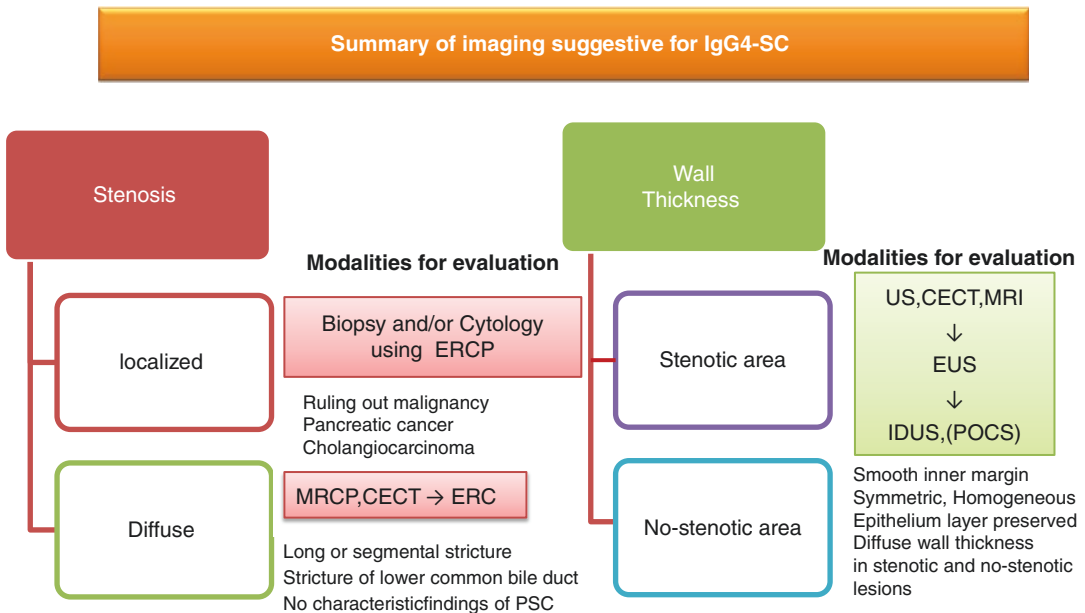 Summary of imaging suggestive for IgG4-SC
Stenosis
Modalities for evaluation
localized
Biopsy and/or Cytology
using ERCP
Ruling out malignancy
Pancreatic cancer
Cholangiocarcinoma
Diffuse
MRCP,CECT → ERC
Long or segmental stricture
Stricture of lower common bile duct
No characteristicfindings of PSC
Wall
Thickness
Modalities for evaluation
Stenotic area
US,CECT,MRI
↓
EUS
↓
IDUS,(POCS)
No-stenotic area
Smooth inner margin
Symmetric, Homogeneous
Epithelium layer preserved
Diffuse wall thickness
in stenotic and no-stenotic
lesions